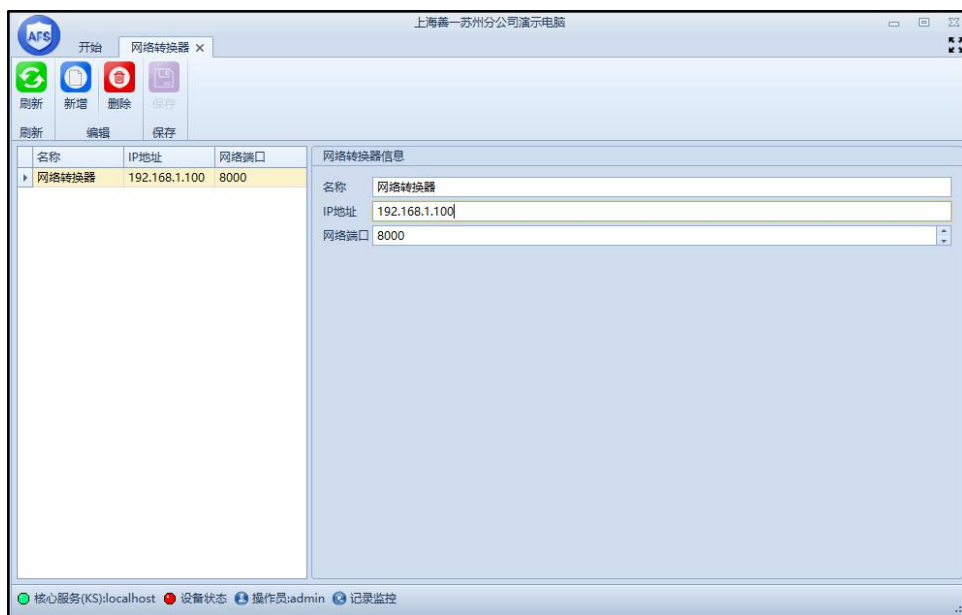 上海善一苏州分公司演示电脑
AFS
开始 网络转换器
刷新 新增 删除 保存
刷新 编辑 保存
名称 IP地址 网络端口
网络转换器 192.168.1.100 8000
网络转换器信息
名称 网络转换器
IP地址 192.168.1.100
网络端口 8000
核心服务(KS):localhost 设备状态 操作员:admin 记录监控